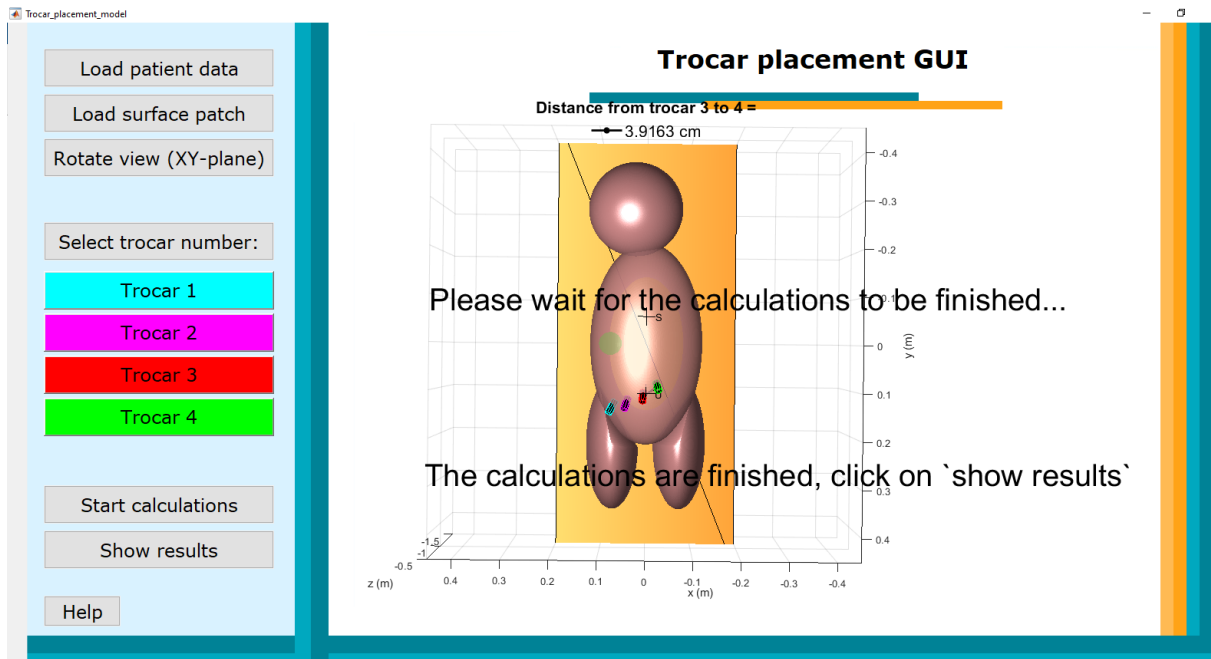 Trocar_placement_model
Load patient data
Load surface patch
Rotate view (XY-plane)
Select trocar number:
Trocar 1
Trocar 2
Trocar 3
Trocar 4
Start calculations
Show results
Help
Trocar placement GUI
Distance from trocar 3 to 4 =
3.9163 cm
Please wait for the calculations to be finished...
The calculations are finished, click on `show results`
s
u
-0.4
-0.3
-0.2
-0.1
0
0.1
0.2
0.3
0.4
y (m)
-1.5
-1
-0.5
z (m)
0.4
0.3
0.2
0.1
0
-0.1
-0.2
-0.3
-0.4
x (m)